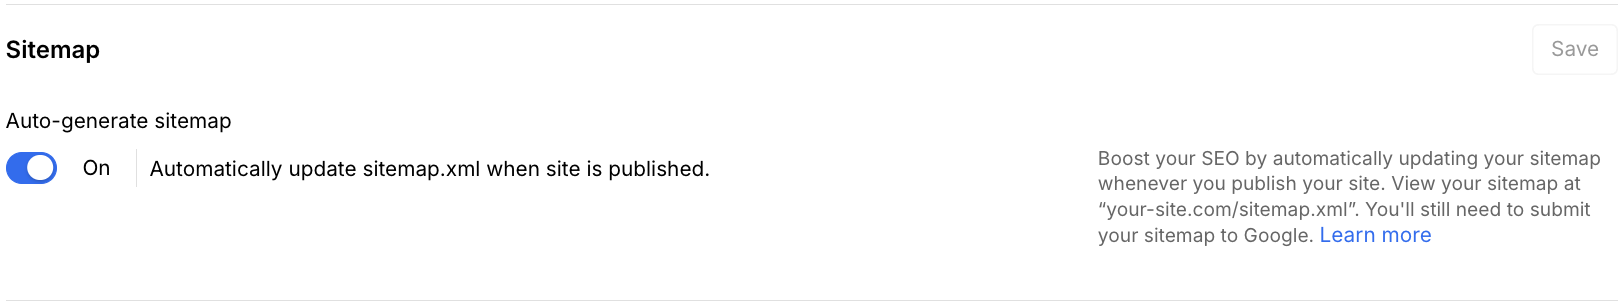 Sitemap
Save
Auto-generate sitemap
On
Automatically update sitemap.xml when site is published.
Boost your SEO by automatically updating your sitemap
whenever you publish your site. View your sitemap at
“your-site.com/sitemap.xml”. You'll still need to submit
your sitemap to Google. Learn more